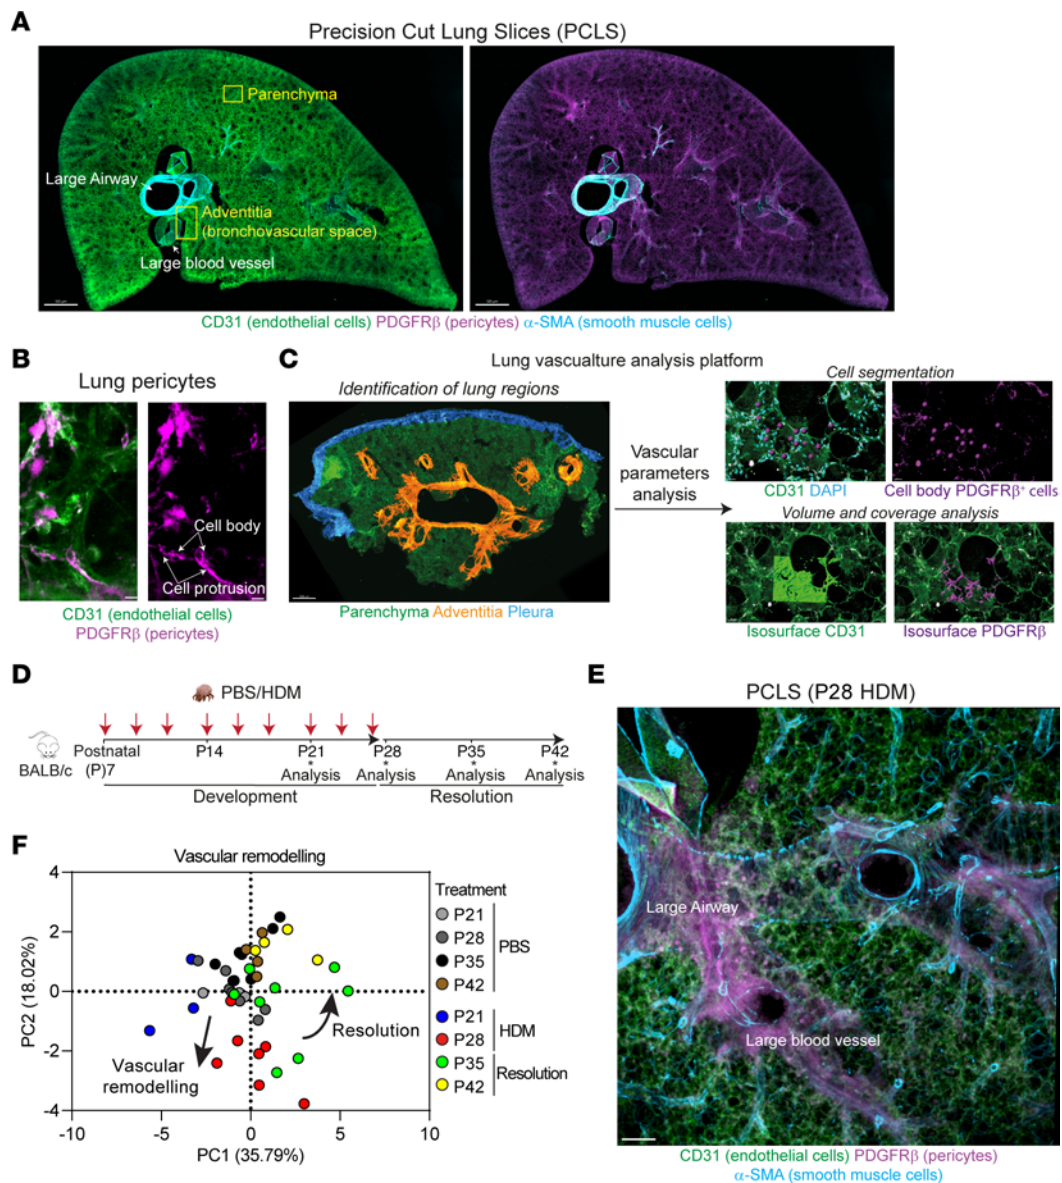 A
Precision Cut Lung Slices (PCLS)
Parenchyma
Large Airway
Adventitia
(bronchovascular space)
Large blood vessel
CD31 (endothelial cells) PDGFRβ (pericytes) α-SMA (smooth muscle cells)
B
Lung pericytes
Cell body
Cell protrusion
CD31 (endothelial cells)
PDGFRβ (pericytes)
C
Lung vasculature analysis platform
Identification of lung regions
Parenchyma Adventitia Pleura
Vascular
parameters
analysis
Cell segmentation
CD31 DAPI
Cell body PDGFRβ⁺ cells
Volume and coverage analysis
Isosurface CD31
Isosurface PDGFRβ
D
PBS/HDM
BALB/c
Postnatal
(P)7
P14
P21
*
Analysis
P28
*
Analysis
P35
*
Analysis
P42
*
Analysis
Development
Resolution
E
PCLS (P28 HDM)
Large Airway
Large blood vessel
CD31 (endothelial cells) PDGFRβ (pericytes)
α-SMA (smooth muscle cells)
F
Vascular remodelling
PC2 (18.02%)
4
2
0
-2
-4
-10
-5
0
5
10
PC1 (35.79%)
Vascular
remodelling
Resolution
Treatment
P21
P28
P35
P42
PBS
P21
P28
HDM
P35
P42
Resolution